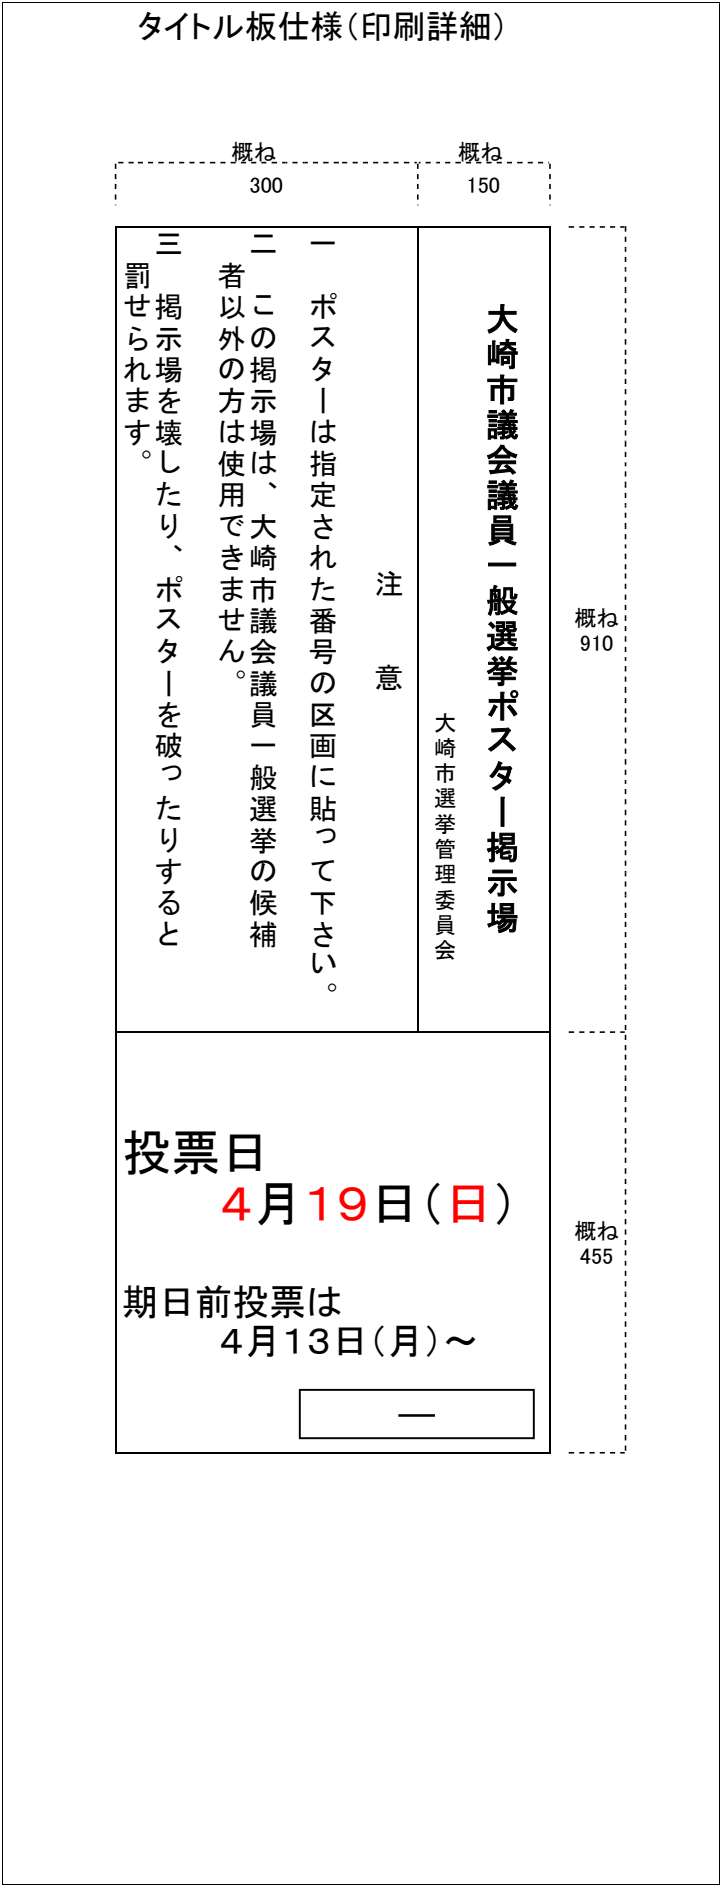 タイトル板仕様（印刷詳細）
概ね
300
概ね
150
大崎市議会議員一般選挙ポスター掲示場
大崎市選挙管理委員会
注　意
一　ポスターは指定された番号の区画に貼って下さい。
二　この掲示場は、大崎市議会議員一般選挙の候補
者以外の方は使用できません。
三　掲示場を壊したり、ポスターを破ったりすると
罰せられます。
概ね
910
投票日
４月１９日（日）
期日前投票は
４月１３日（月）～
―
概ね
455